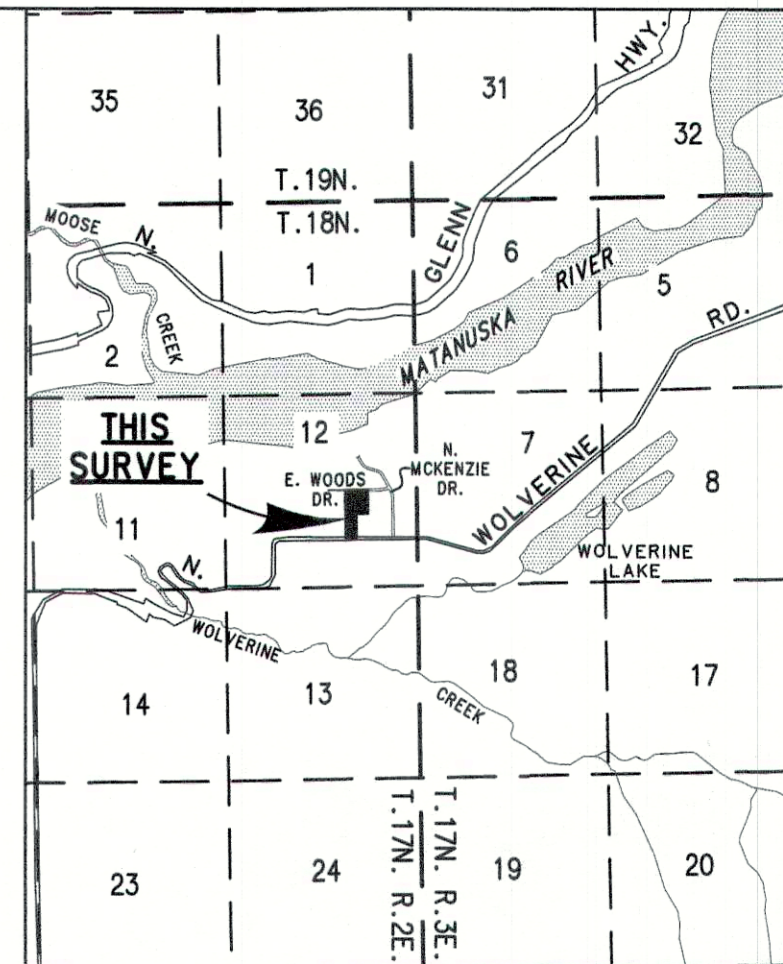 35
36
31
HWY.
32
T.19N.
T.18N.
MOOSE
N.
GLENN
1
6
RIVER
5
CREEK
2
MATANUSKA
RD.
THIS
SURVEY
12
7
N.
MCKENZIE
DR.
E. WOODS
DR.
WOLVERINE
8
11
N.
WOLVERINE
LAKE
WOLVERINE
14
13
18
17
CREEK
T.17N. R.2E.
T.17N. R.3E.
23
24
19
20